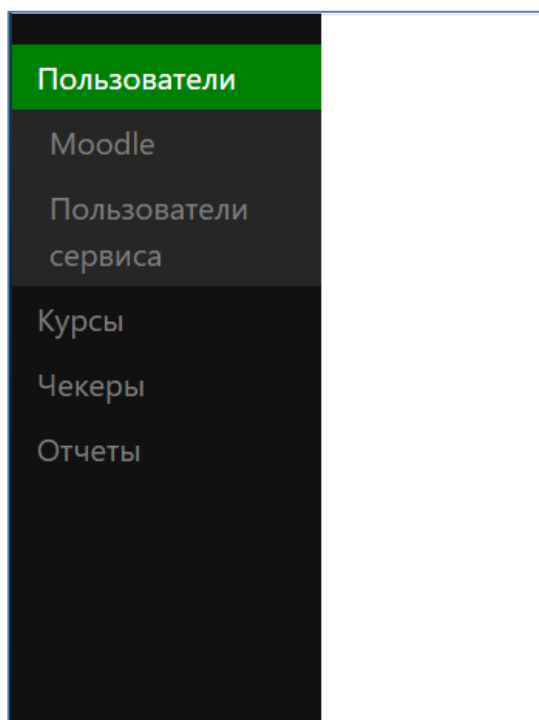 Пользователи
Moodle
Пользователи
сервиса
Курсы
Чекеры
Отчеты